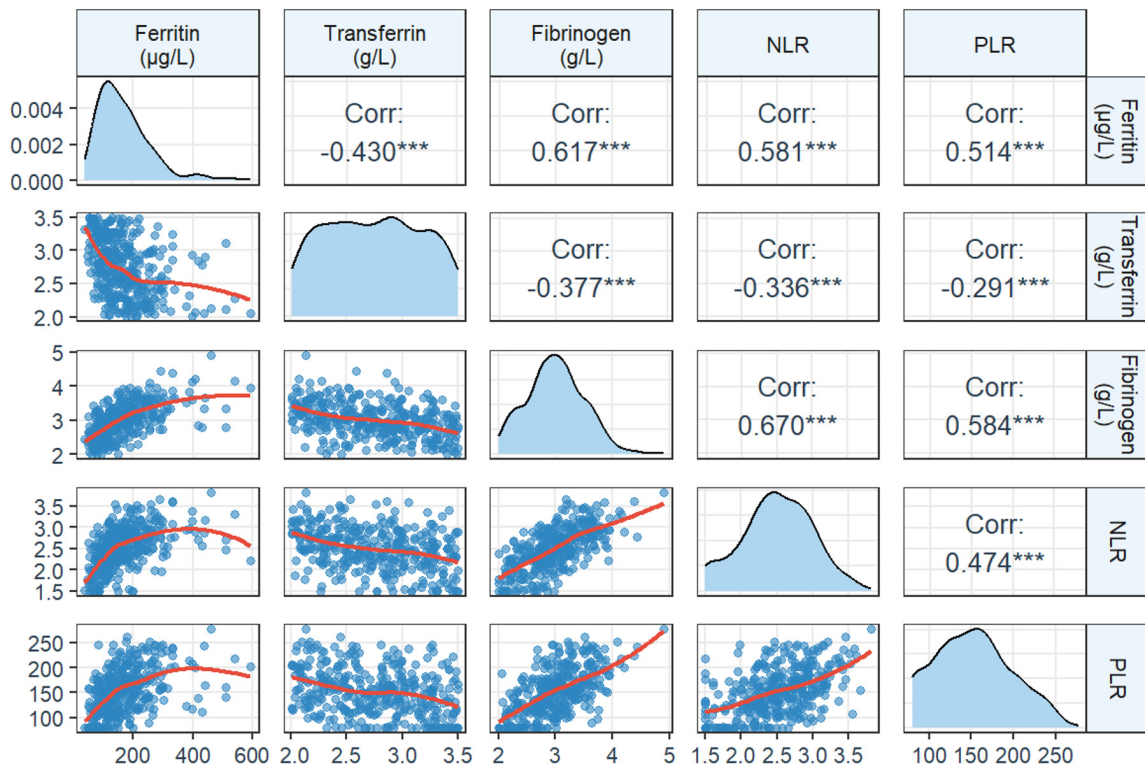 Ferritin
(µg/L)
Transferrin
(g/L)
Fibrinogen
(g/L)
NLR
PLR
0.004
0.002
0.000
Corr:
-0.430***
Corr:
0.617***
Corr:
0.581***
Corr:
0.514***
Ferritin
(µg/L)
3.5
3.0
2.5
2.0
Corr:
-0.377***
Corr:
-0.336***
Corr:
-0.291***
Transferrin
(g/L)
5
4
3
2
Corr:
0.670***
Corr:
0.584***
Fibrinogen
(g/L)
3.5
3.0
2.5
2.0
1.5
Corr:
0.474***
NLR
250
200
150
100
PLR
200 400 600
2.0 2.5 3.0 3.5
2 3 4 5
1.5 2.0 2.5 3.0 3.5
100 150 200 250